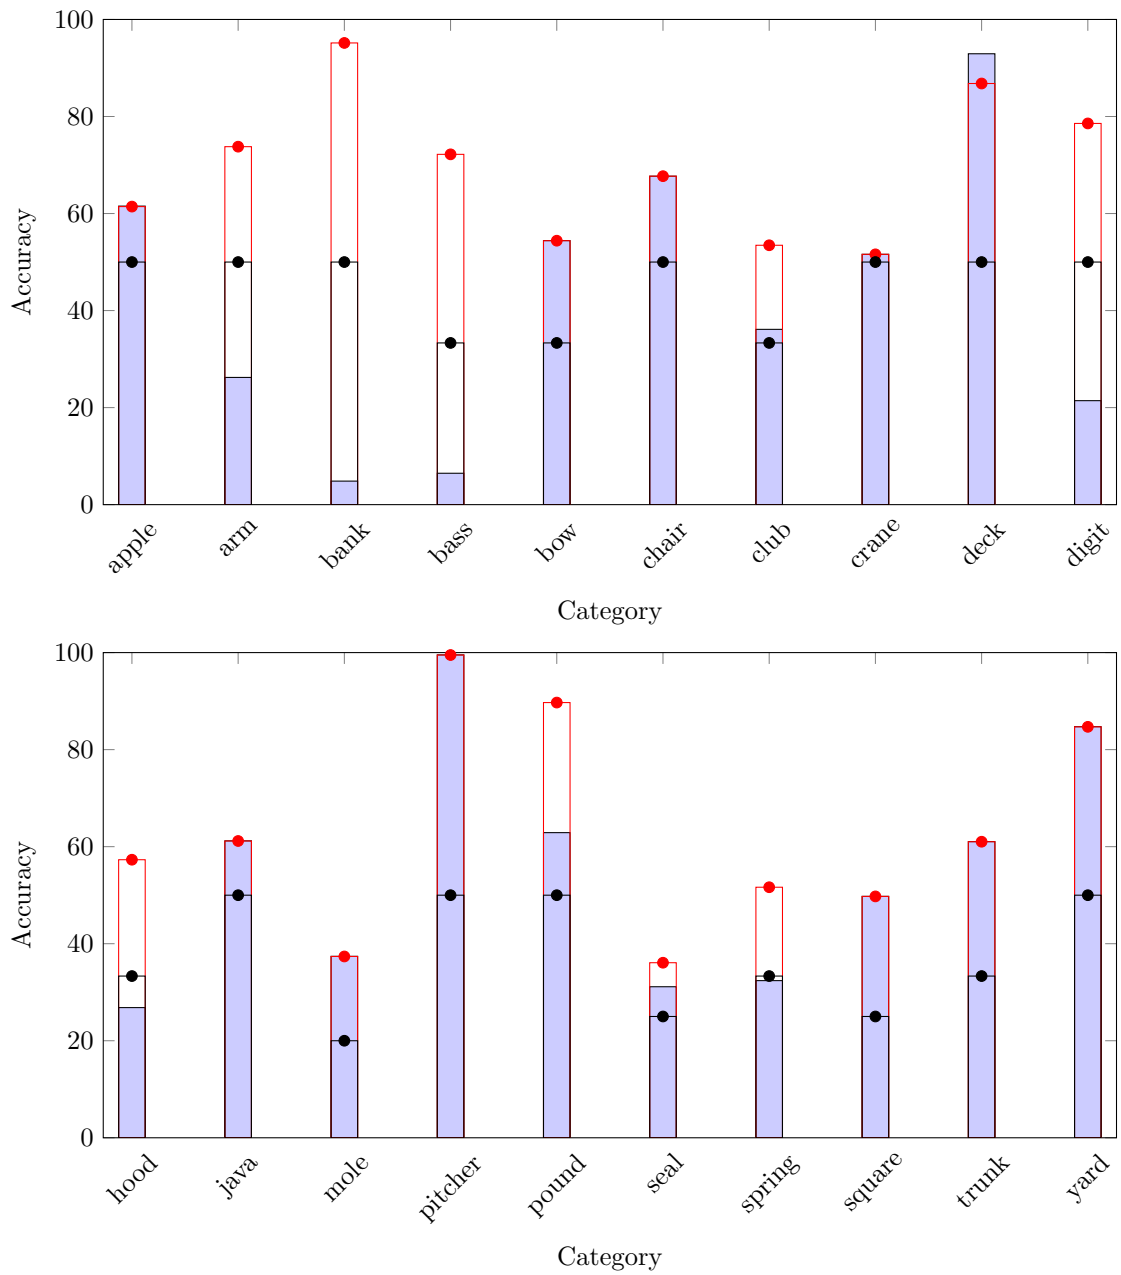 100
80
60
40
20
0
Accuracy
apple arm bank bass bow chair club crane deck digit
Category
100
80
60
40
20
0
Accuracy
hood java mole pitcher pound seal spring square trunk yard
Category